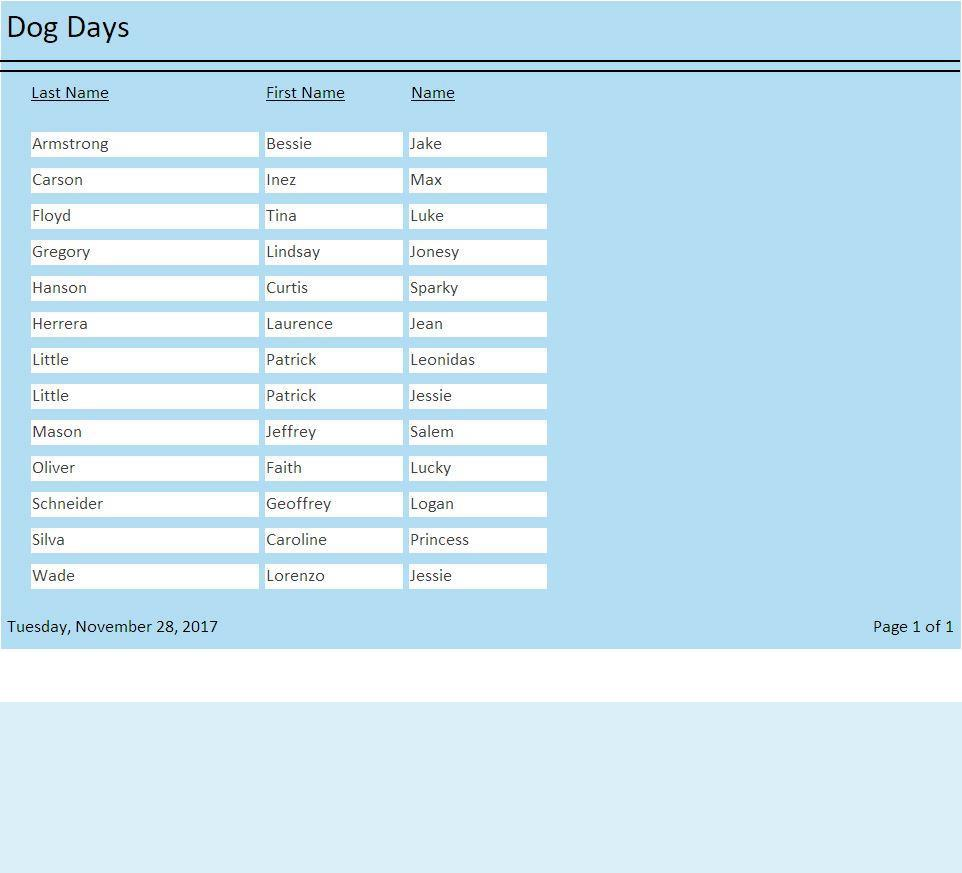 Dog Days
Last Name First Name Name
Armstrong Bessie Jake
Carson Inez Max
Floyd Tina Luke
Gregory Lindsay Jonesy
Hanson Curtis Sparky
Herrera Laurence Jean
Little Patrick Leonidas
Little Patrick Jessie
Mason Jeffrey Salem
Oliver Faith Lucky
Schneider Geoffrey Logan
Silva Caroline Princess
Wade Lorenzo Jessie
Tuesday, November 28, 2017 Page 1 of 1